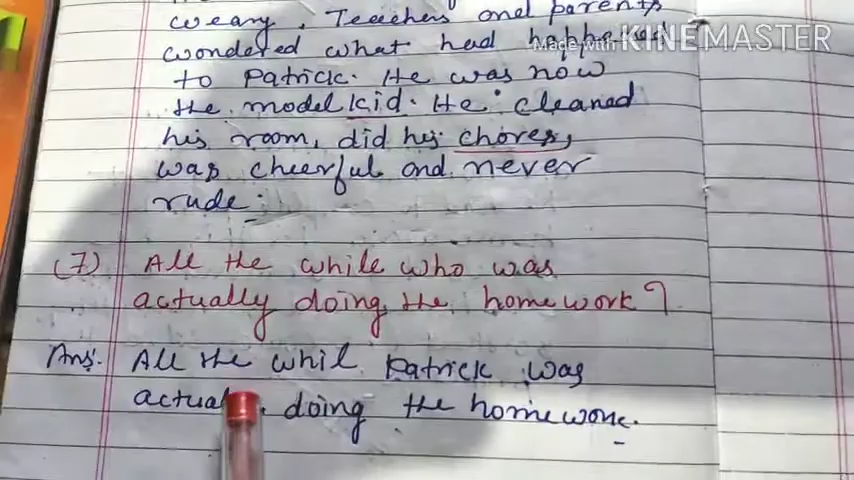 weary. Teachers and parents
wondered what had happened
Made with KINEMASTER
to Patrick. He was now
the model kid. He cleaned
his room, did his chores,
was cheerful and never
rude.
(7) All the while who was
actually doing the homework?
Ans. All the whil Patrick was
doing the homework.